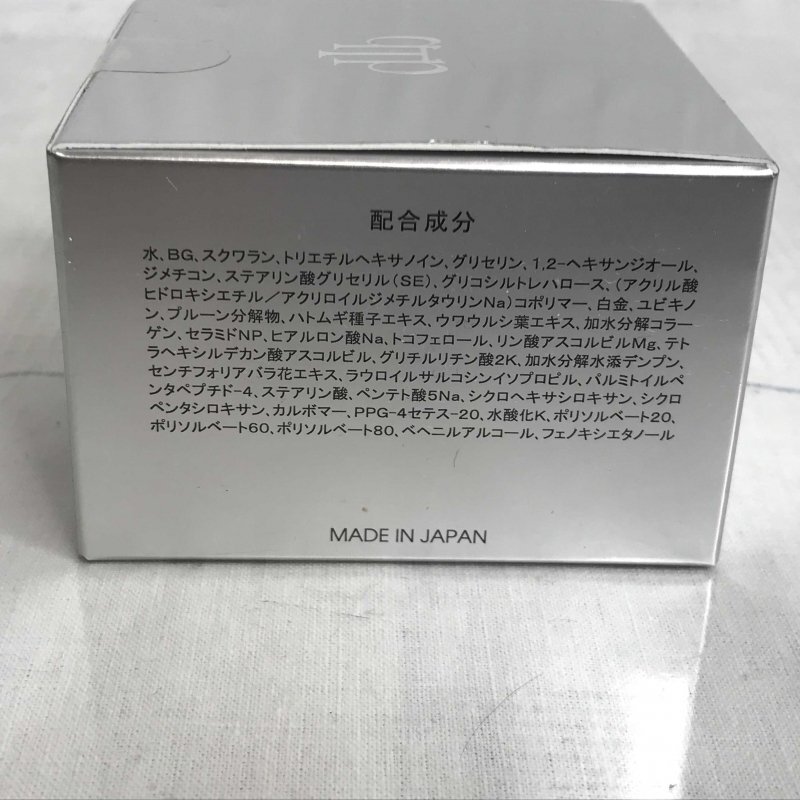 配合成分
水、BG、スクワラン、トリエチルヘキサノイン、グリセリン、1,2-ヘキサンジオール、
ジメチコン、ステアリン酸グリセリル(SE)、グリコシルトレハロース、(アクリル酸
ヒドロキシエチル/アクリロイルジメチルタウリンNa)コポリマー、白金、ユビキノ
ン、プルーン分解物、ハトムギ種子エキス、ウワウルシ葉エキス、加水分解コラー
ゲン、セラミドNP、ヒアルロン酸Na、トコフェロール、リン酸アスコルビルMg、テト
ラヘキシルデカン酸アスコルビル、グリチルリチン酸2K、加水分解水添デンプン、
センチフォリアバラ花エキス、ラウロイルサルコシンイソプロピル、パルミトイルペ
ンタペプチド-4、ステアリン酸、ペンテト酸5Na、シクロヘキサシロキサン、シクロ
ペンタシロキサン、カルボマー、PPG-4セテス-20、水酸化K、ポリソルベート20、
ポリソルベート60、ポリソルベート80、ベヘニルアルコール、フェノキシエタノール
MADE IN JAPAN